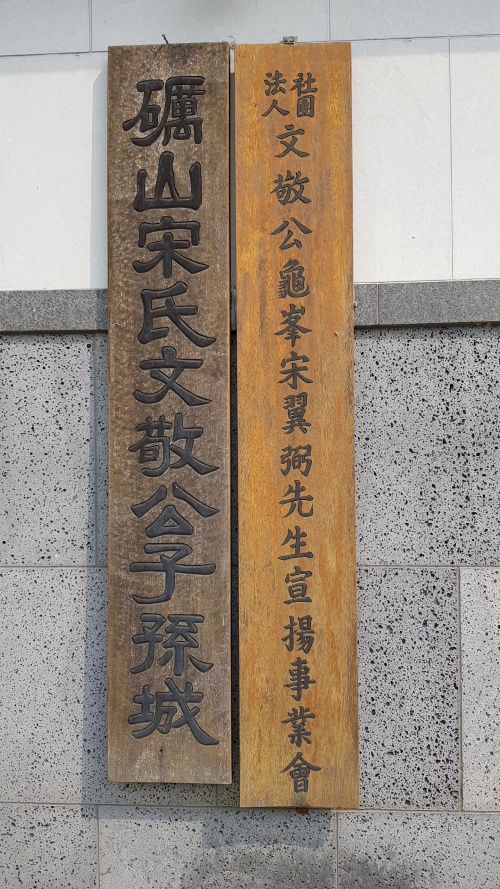 社團
法人
文敬公龜峯宋翼弼先生宣揚事業會
礪山宋氏文敬公子孫城